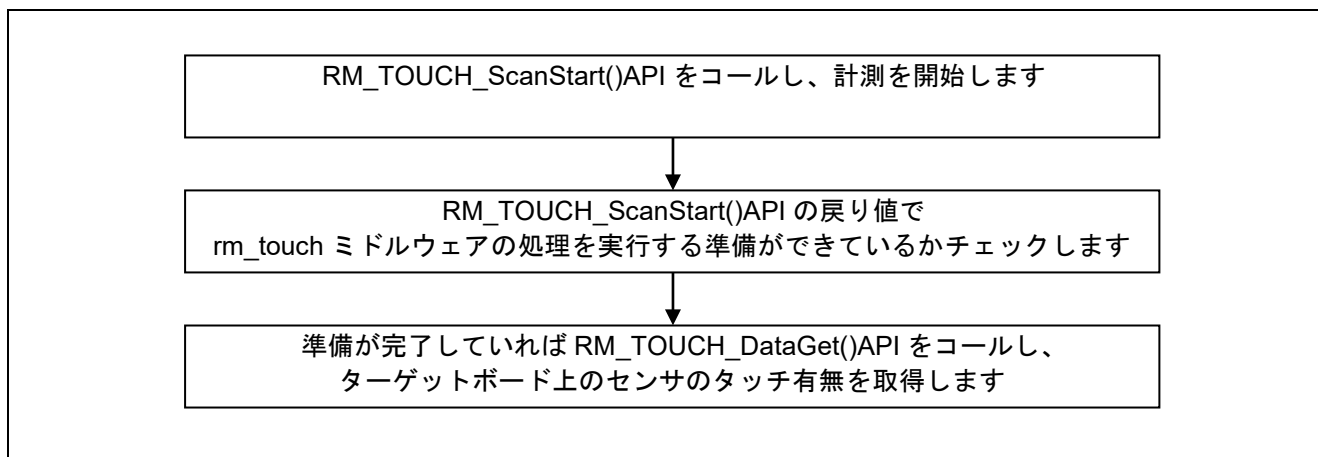 RM_TOUCH_ScanStart()API をコールし、計測を開始します
RM_TOUCH_ScanStart()API の戻り値で
rm_touch ミドルウェアの処理を実行する準備ができているかチェックします
準備が完了していれば RM_TOUCH_DataGet()API をコールし、
ターゲットボード上のセンサのタッチ有無を取得します